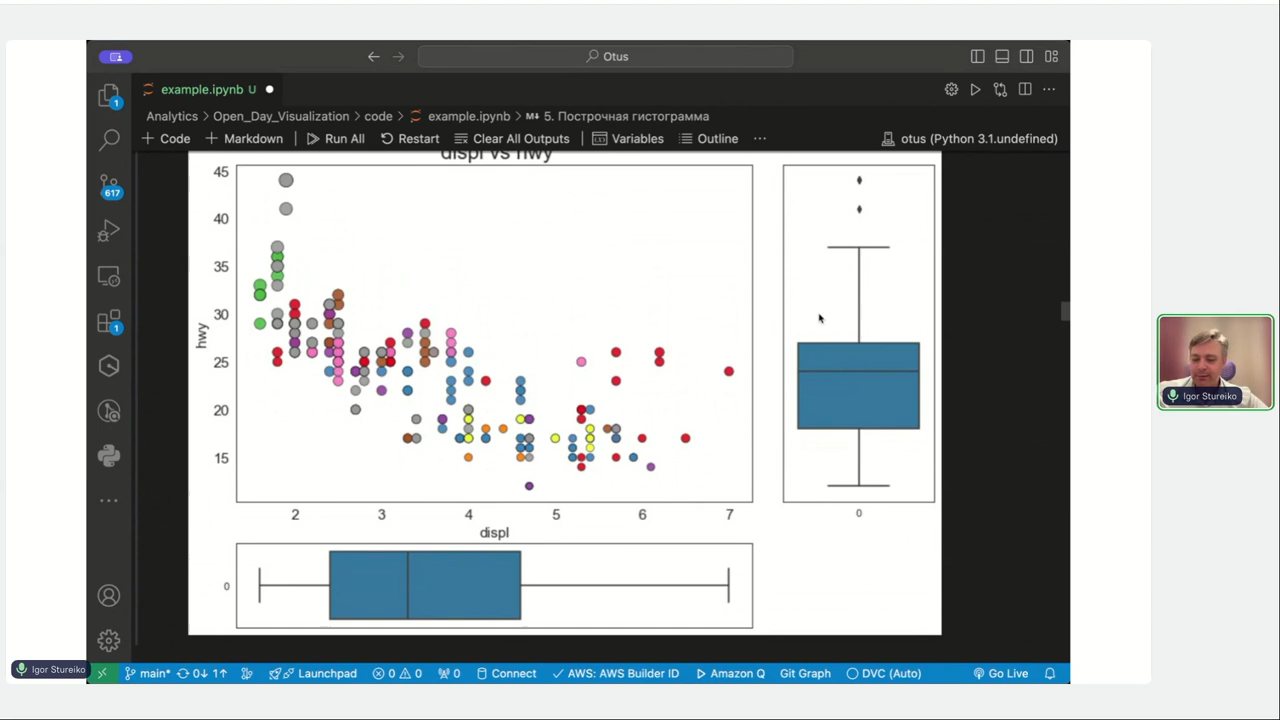 Otus
example.ipynb U
Analytics > Open_Day_Visualization > code > example.ipynb > M↓ 5. Построчная гистограмма
+ Code + Markdown Run All Restart Clear All Outputs Variables Outline ··· otus (Python 3.1.undefined)
displ vs hwy
45
40
35
30
25
20
15
hwy
2 3 4 5 6 7
displ
0
0
1
617
1
Igor Stureiko
Igor Stureiko
main* 0↓ 1↑ Launchpad 0 0 0 Connect AWS: AWS Builder ID Amazon Q Git Graph DVC (Auto) Go Live